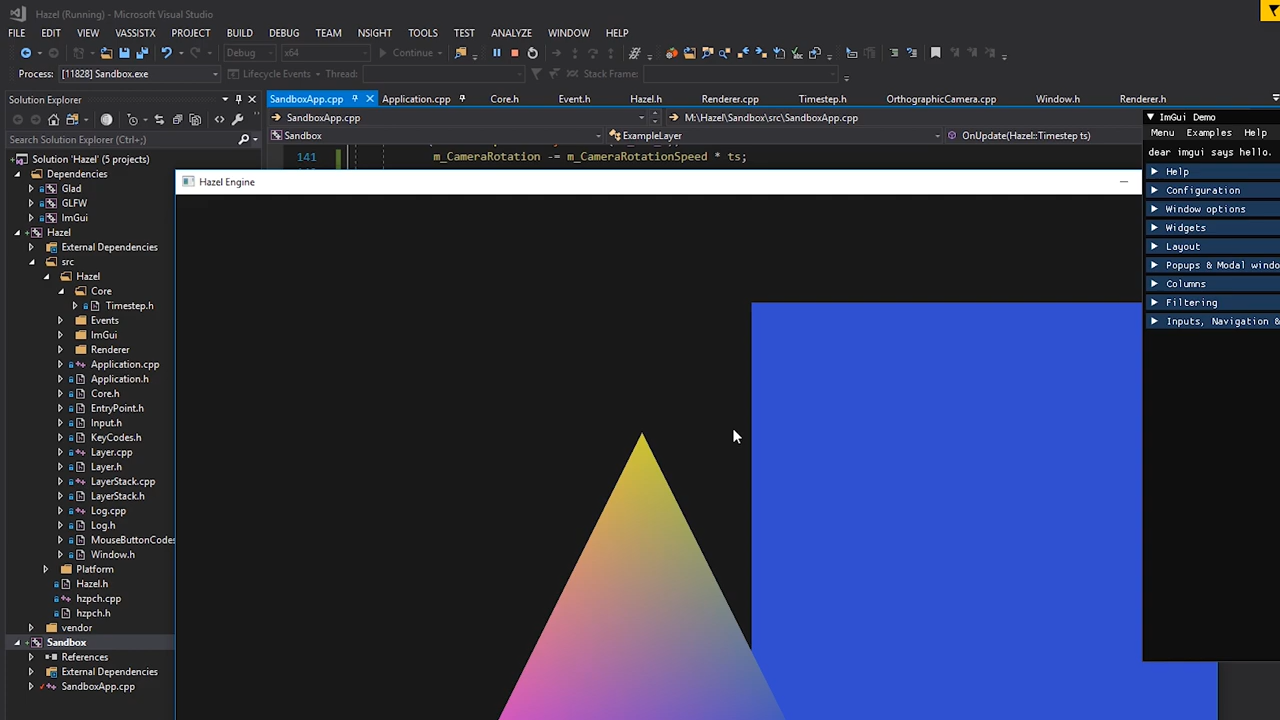 Hazel (Running) - Microsoft Visual Studio
FILE EDIT VIEW VASSISTX PROJECT BUILD DEBUG TEAM NSIGHT TOOLS TEST ANALYZE WINDOW HELP
Debug x64 Continue
Process: [11828] Sandbox.exe Lifecycle Events Thread: Stack Frame:
Solution Explorer
SandboxApp.cpp Application.cpp Core.h Event.h Hazel.h Renderer.cpp Timestep.h OrthographicCamera.cpp Window.h Renderer.h
SandboxApp.cpp M:\Hazel\Sandbox\src\SandboxApp.cpp
Sandbox ExampleLayer OnUpdate(Hazel::Timestep ts)
141 m_CameraRotation -= m_CameraRotationSpeed * ts;
Search Solution Explorer (Ctrl+;)
Solution 'Hazel' (5 projects)
Dependencies
Glad
GLFW
ImGui
Hazel
External Dependencies
src
Hazel
Core
Timestep.h
Events
ImGui
Renderer
Application.cpp
Application.h
Core.h
EntryPoint.h
Input.h
KeyCodes.h
Layer.cpp
Layer.h
LayerStack.cpp
LayerStack.h
Log.cpp
Log.h
MouseButtonCodes
Window.h
Platform
Hazel.h
hzpch.cpp
hzpch.h
vendor
Sandbox
References
External Dependencies
SandboxApp.cpp
Hazel Engine
ImGui Demo
Menu Examples Help
dear imgui says hello.
Help
Configuration
Window options
Widgets
Layout
Popups & Modal windo
Columns
Filtering
Inputs, Navigation &